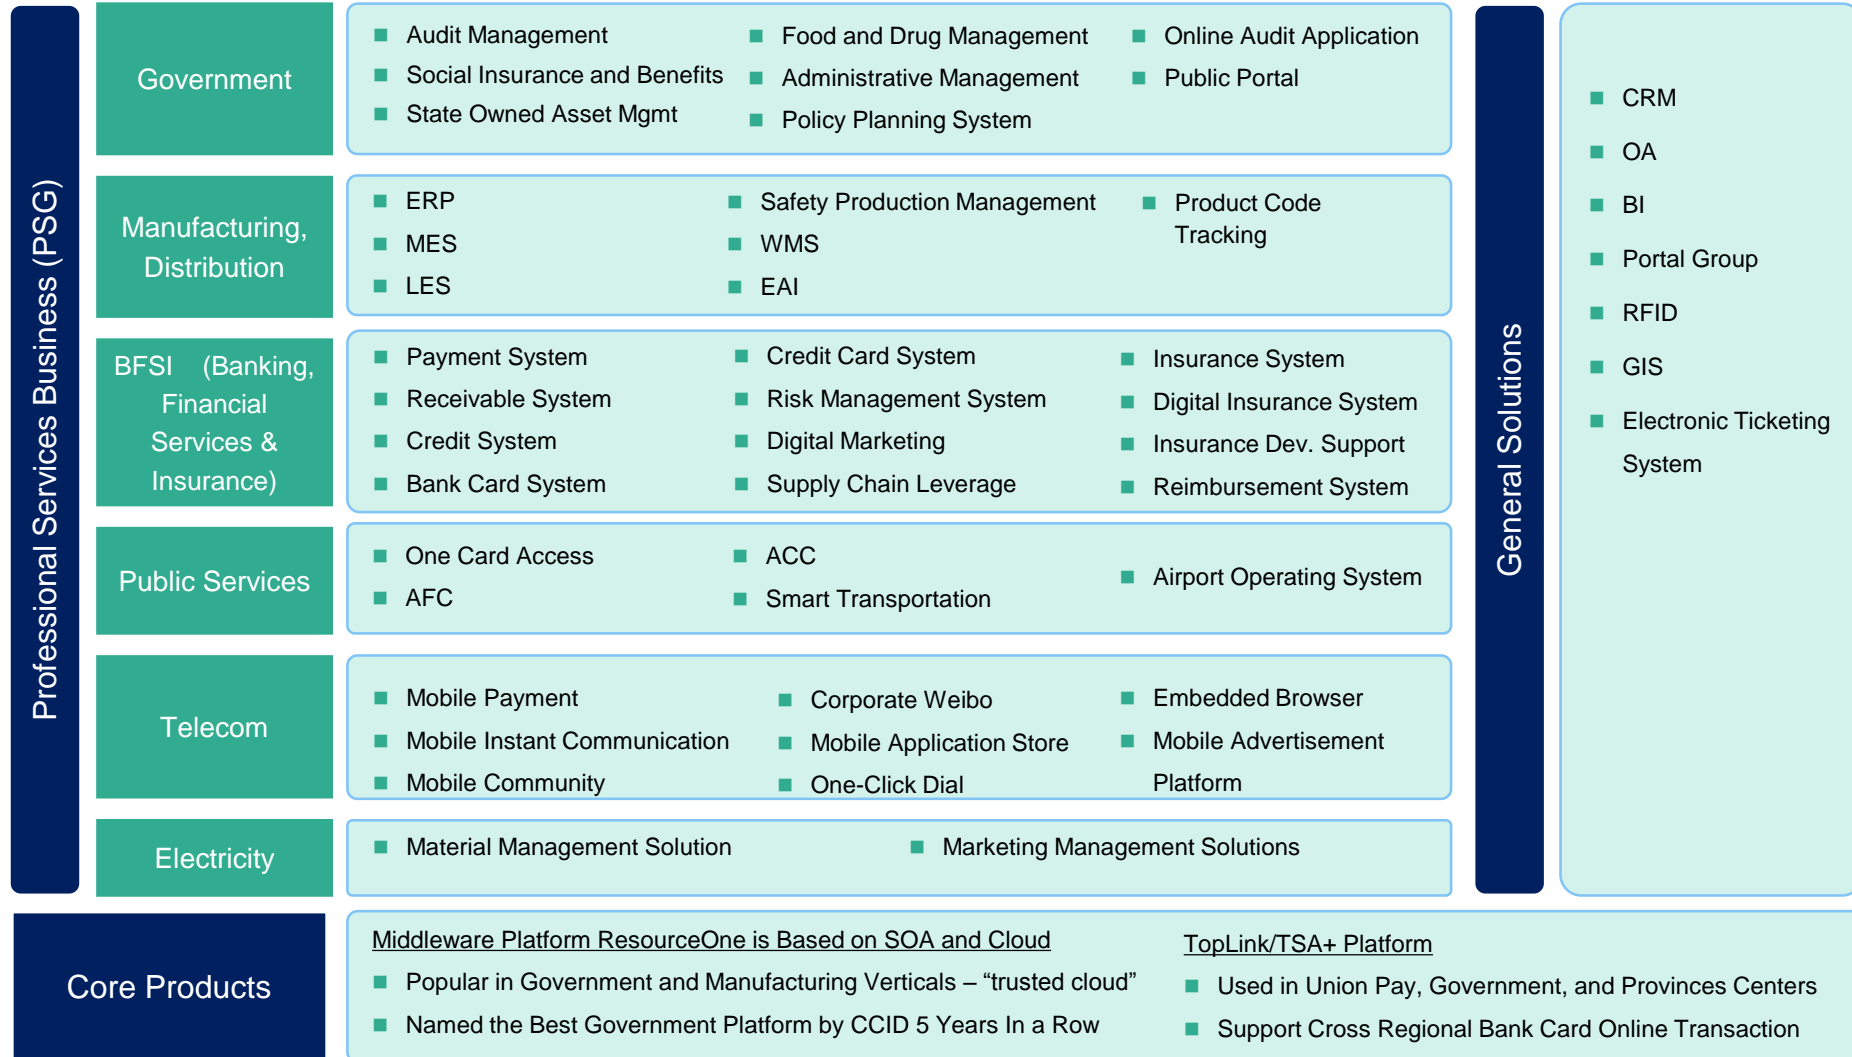 Professional Services Business (PSG)
Government
Audit Management
Social Insurance and Benefits
State Owned Asset Mgmt
Food and Drug Management
Administrative Management
Policy Planning System
Online Audit Application
Public Portal
Manufacturing,
Distribution
ERP
MES
LES
Safety Production Management
WMS
EAI
Product Code
Tracking
BFSI (Banking,
Financial
Services &
Insurance)
Payment System
Receivable System
Credit System
Bank Card System
Credit Card System
Risk Management System
Digital Marketing
Supply Chain Leverage
Insurance System
Digital Insurance System
Insurance Dev. Support
Reimbursement System
Public Services
One Card Access
AFC
ACC
Smart Transportation
Airport Operating System
Telecom
Mobile Payment
Mobile Instant Communication
Mobile Community
Corporate Weibo
Mobile Application Store
One-Click Dial
Embedded Browser
Mobile Advertisement
Platform
Electricity
Material Management Solution
Marketing Management Solutions
General Solutions
CRM
OA
BI
Portal Group
RFID
GIS
Electronic Ticketing
System
Core Products
Middleware Platform ResourceOne is Based on SOA and Cloud
Popular in Government and Manufacturing Verticals – “trusted cloud”
Named the Best Government Platform by CCID 5 Years In a Row
TopLink/TSA+ Platform
Used in Union Pay, Government, and Provinces Centers
Support Cross Regional Bank Card Online Transaction